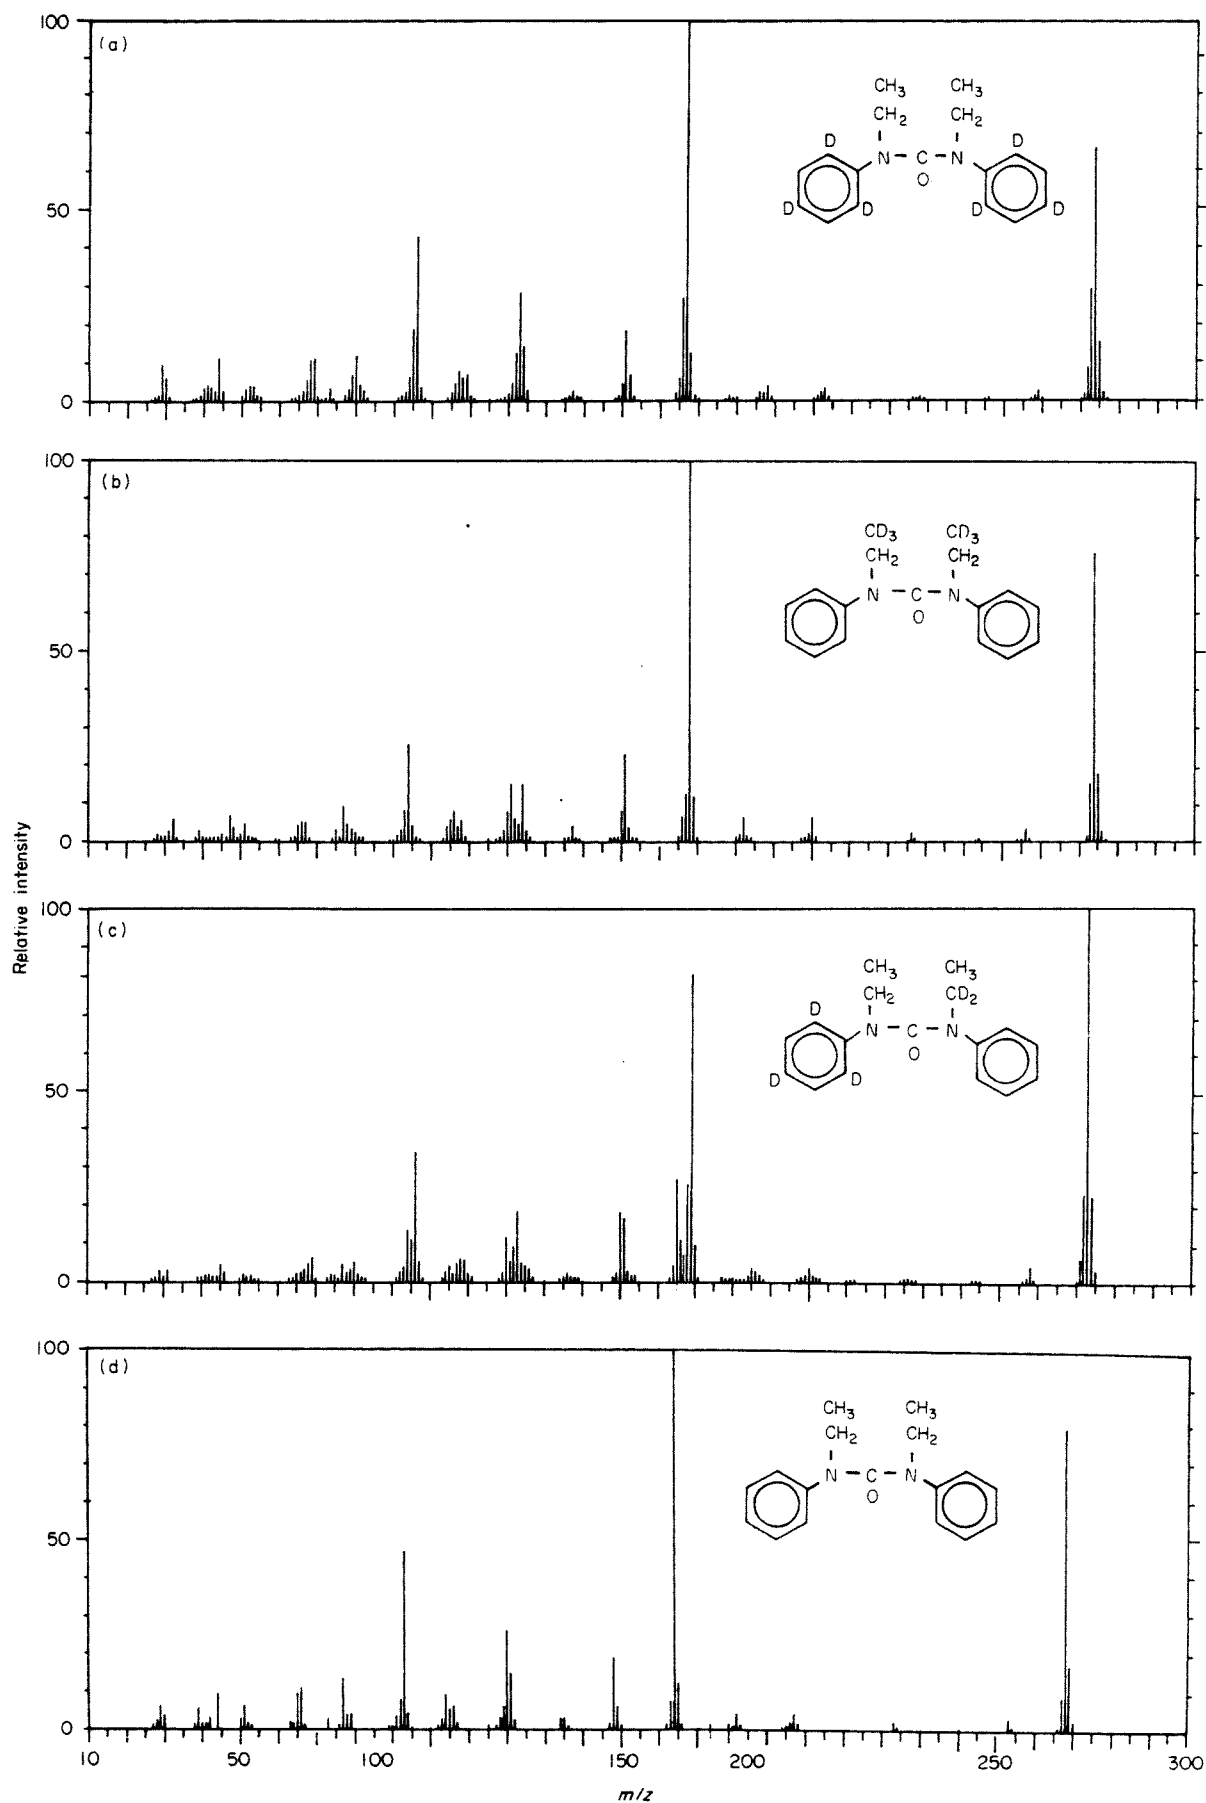 100
(a)
CH3 CH3
CH2 CH2
D D
N - C - N
O
D D D D
50
0
100
(b)
CD3 CD3
CH2 CH2
N - C - N
O
50
0
Relative intensity
100
(c)
CH3 CH3
CH2 CD2
D
N - C - N
O
D D
50
0
100
(d)
CH3 CH3
CH2 CH2
N - C - N
O
50
0
10 50 100 150 200 250 300
m/z